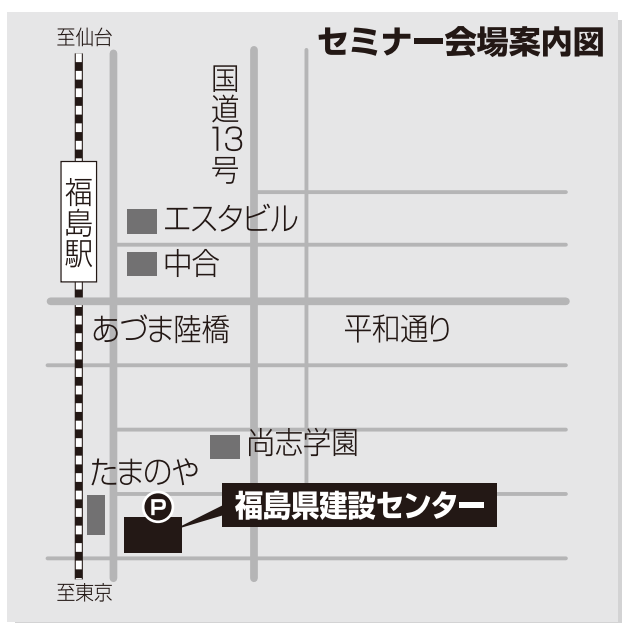 セミナー会場案内図
至仙台
国道13号
福島駅
エスタビル
中合
あづま陸橋
平和通り
尚志学園
たまのや
P
福島県建設センター
至東京